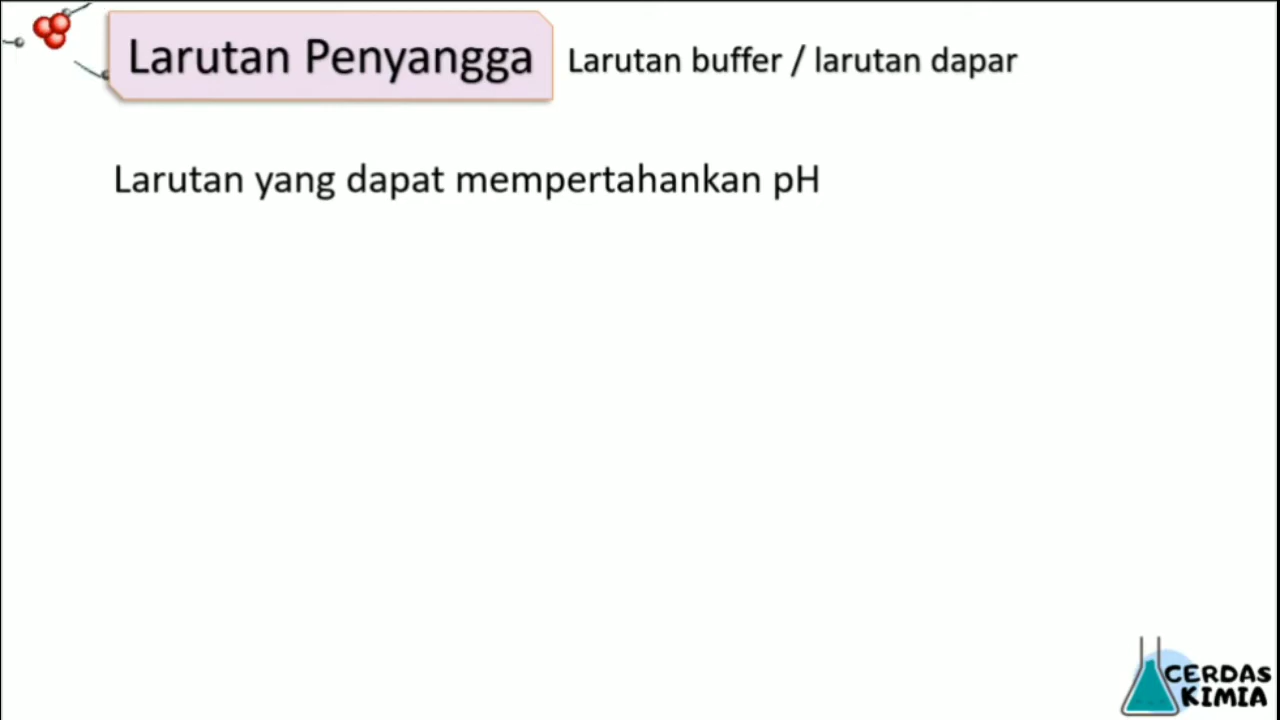 Larutan Penyangga
Larutan buffer / larutan dapar
Larutan yang dapat mempertahankan pH
CERDAS
KIMIA